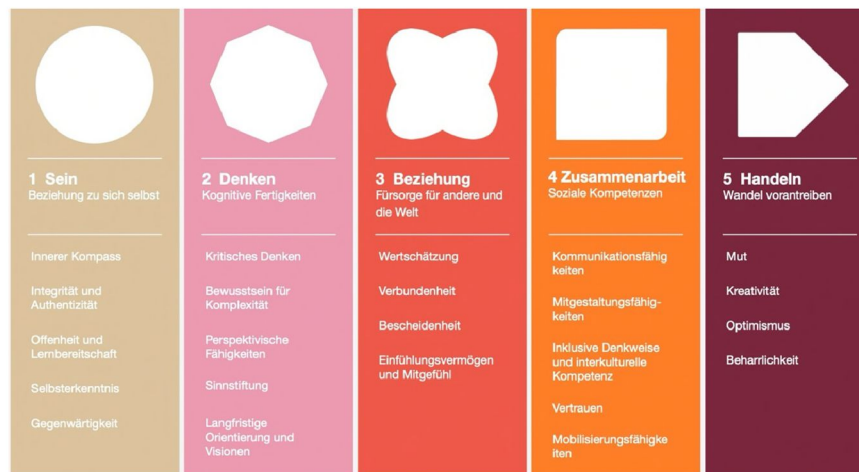 1 Sein
Beziehung zu sich selbst
Innerer Kompass
Integrität und
Authentizität
Offenheit und
Lernbereitschaft
Selbsterkenntnis
Gegenwärtigkeit
2 Denken
Kognitive Fertigkeiten
Kritisches Denken
Bewusstsein für
Komplexität
Perspektivische
Fähigkeiten
Sinnstiftung
Langfristige
Orientierung und
Visionen
3 Beziehung
Fürsorge für andere und
die Welt
Wertschätzung
Verbundenheit
Bescheidenheit
Einfühlungsvermögen
und Mitgefühl
4 Zusammenarbeit
Soziale Kompetenzen
Kommunikationsfähig
keiten
Mitgestaltungsfähig-
keiten
Inklusive Denkweise
und interkulturelle
Kompetenz
Vertrauen
Mobilisierungsfähigke
iten
5 Handeln
Wandel vorantreiben
Mut
Kreativität
Optimismus
Beharrlichkeit